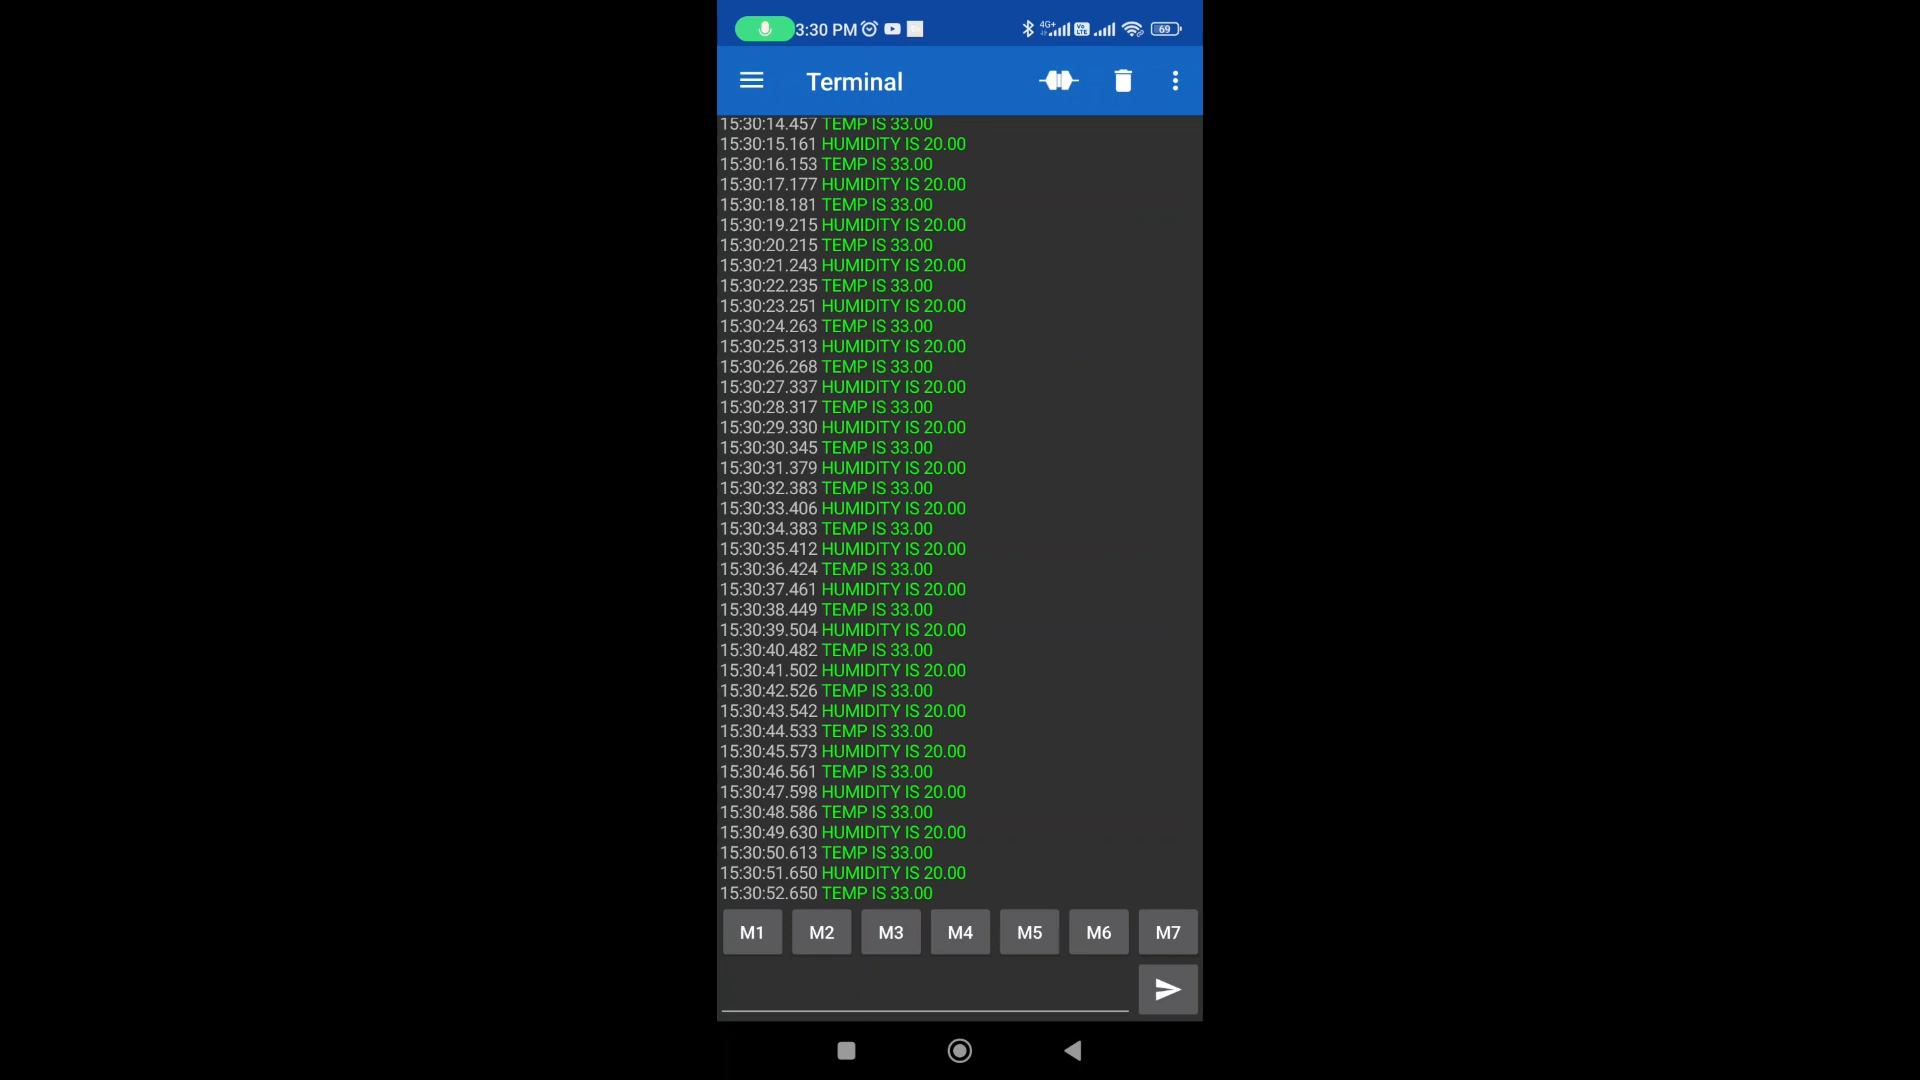 3:30 PM 4G+ Vo LTE 69
Terminal
15:30:14.457 TEMP IS 33.00
15:30:15.161 HUMIDITY IS 20.00
15:30:16.153 TEMP IS 33.00
15:30:17.177 HUMIDITY IS 20.00
15:30:18.181 TEMP IS 33.00
15:30:19.215 HUMIDITY IS 20.00
15:30:20.215 TEMP IS 33.00
15:30:21.243 HUMIDITY IS 20.00
15:30:22.235 TEMP IS 33.00
15:30:23.251 HUMIDITY IS 20.00
15:30:24.263 TEMP IS 33.00
15:30:25.313 HUMIDITY IS 20.00
15:30:26.268 TEMP IS 33.00
15:30:27.337 HUMIDITY IS 20.00
15:30:28.317 TEMP IS 33.00
15:30:29.330 HUMIDITY IS 20.00
15:30:30.345 TEMP IS 33.00
15:30:31.379 HUMIDITY IS 20.00
15:30:32.383 TEMP IS 33.00
15:30:33.406 HUMIDITY IS 20.00
15:30:34.383 TEMP IS 33.00
15:30:35.412 HUMIDITY IS 20.00
15:30:36.424 TEMP IS 33.00
15:30:37.461 HUMIDITY IS 20.00
15:30:38.449 TEMP IS 33.00
15:30:39.504 HUMIDITY IS 20.00
15:30:40.482 TEMP IS 33.00
15:30:41.502 HUMIDITY IS 20.00
15:30:42.526 TEMP IS 33.00
15:30:43.542 HUMIDITY IS 20.00
15:30:44.533 TEMP IS 33.00
15:30:45.573 HUMIDITY IS 20.00
15:30:46.561 TEMP IS 33.00
15:30:47.598 HUMIDITY IS 20.00
15:30:48.586 TEMP IS 33.00
15:30:49.630 HUMIDITY IS 20.00
15:30:50.613 TEMP IS 33.00
15:30:51.650 HUMIDITY IS 20.00
15:30:52.650 TEMP IS 33.00
M1 M2 M3 M4 M5 M6 M7